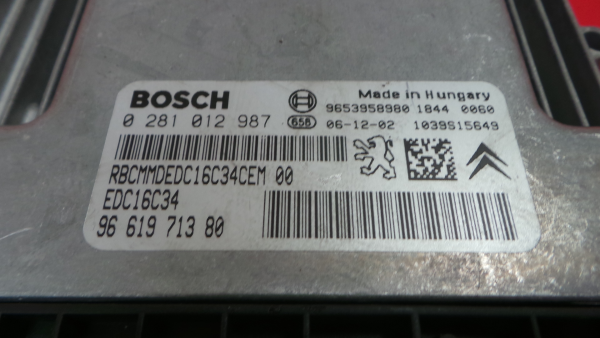 BOSCH
Made in Hungary
9653958980 1844 0060
0 281 012 987 656 06-12-02 1039S15649
RBCMMDEDC16C34CEM 00
EDC16C34
96 619 713 80